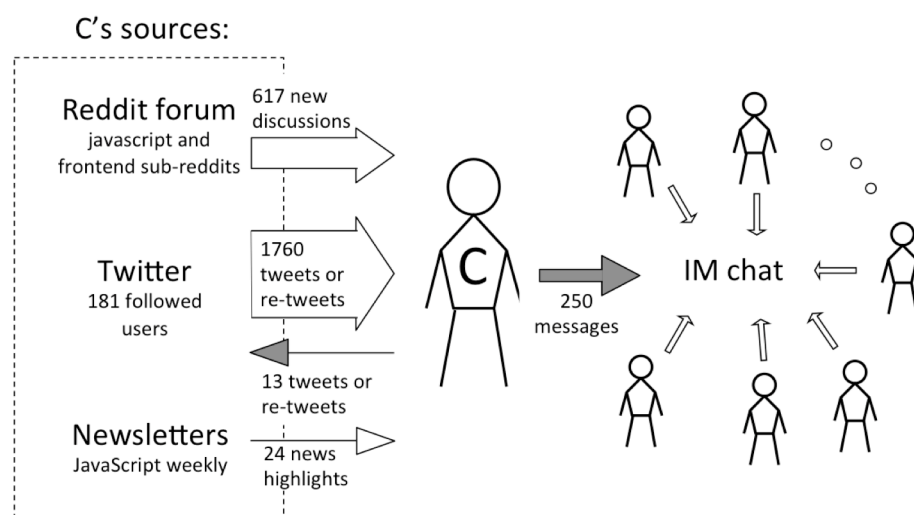 C's sources:
Reddit forum
javascript and
frontend sub-reddits
617 new
discussions
Twitter
181 followed
users
1760
tweets or
re-tweets
13 tweets or
re-tweets
Newsletters
JavaScript weekly
24 news
highlights
C
250
messages
IM chat